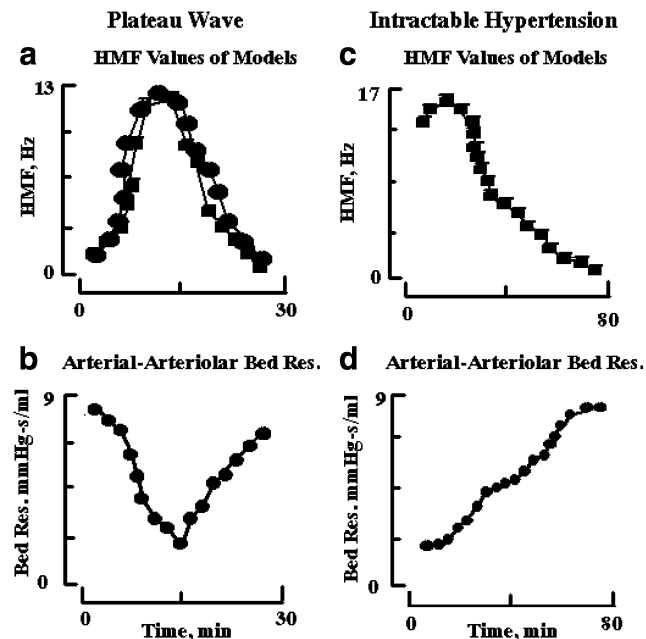 Plateau Wave
Intractable Hypertension
a
HMF Values of Models
13
HMF, Hz
0
0
30
c
HMF Values of Models
17
HMF, Hz
0
0
80
b
Arterial-Arteriolar Bed Res.
9
Bed Res. mmHg-s/ml
0
0
30
Time, min
d
Arterial-Arteriolar Bed Res.
9
Bed Res. mmHg-s/ml
0
0
80
Time, min